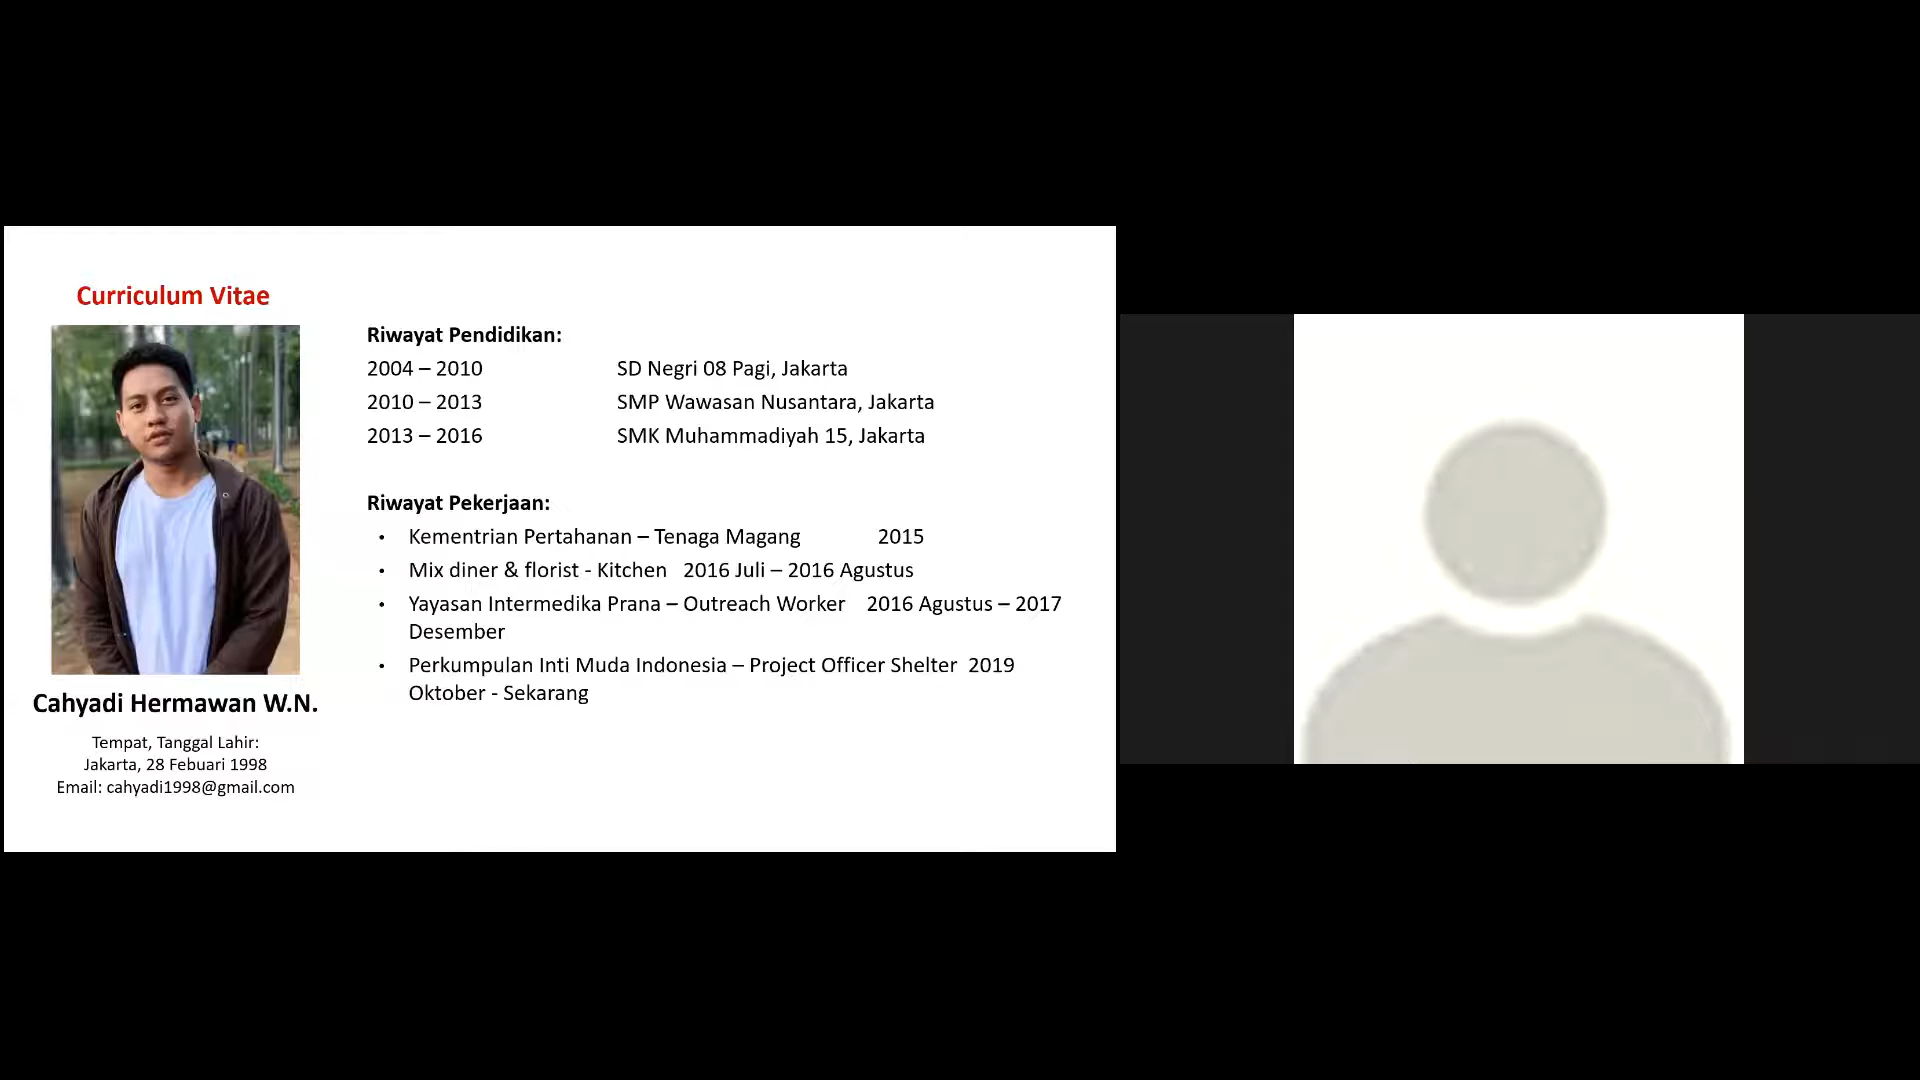 Curriculum Vitae
Cahyadi Hermawan W.N.
Tempat, Tanggal Lahir:
Jakarta, 28 Febuari 1998
Email: cahyadi1998@gmail.com
Riwayat Pendidikan:
2004 – 2010 SD Negri 08 Pagi, Jakarta
2010 – 2013 SMP Wawasan Nusantara, Jakarta
2013 – 2016 SMK Muhammadiyah 15, Jakarta
Riwayat Pekerjaan:
• Kementrian Pertahanan – Tenaga Magang 2015
• Mix diner & florist - Kitchen 2016 Juli – 2016 Agustus
• Yayasan Intermedika Prana – Outreach Worker 2016 Agustus – 2017
Desember
• Perkumpulan Inti Muda Indonesia – Project Officer Shelter 2019
Oktober - Sekarang